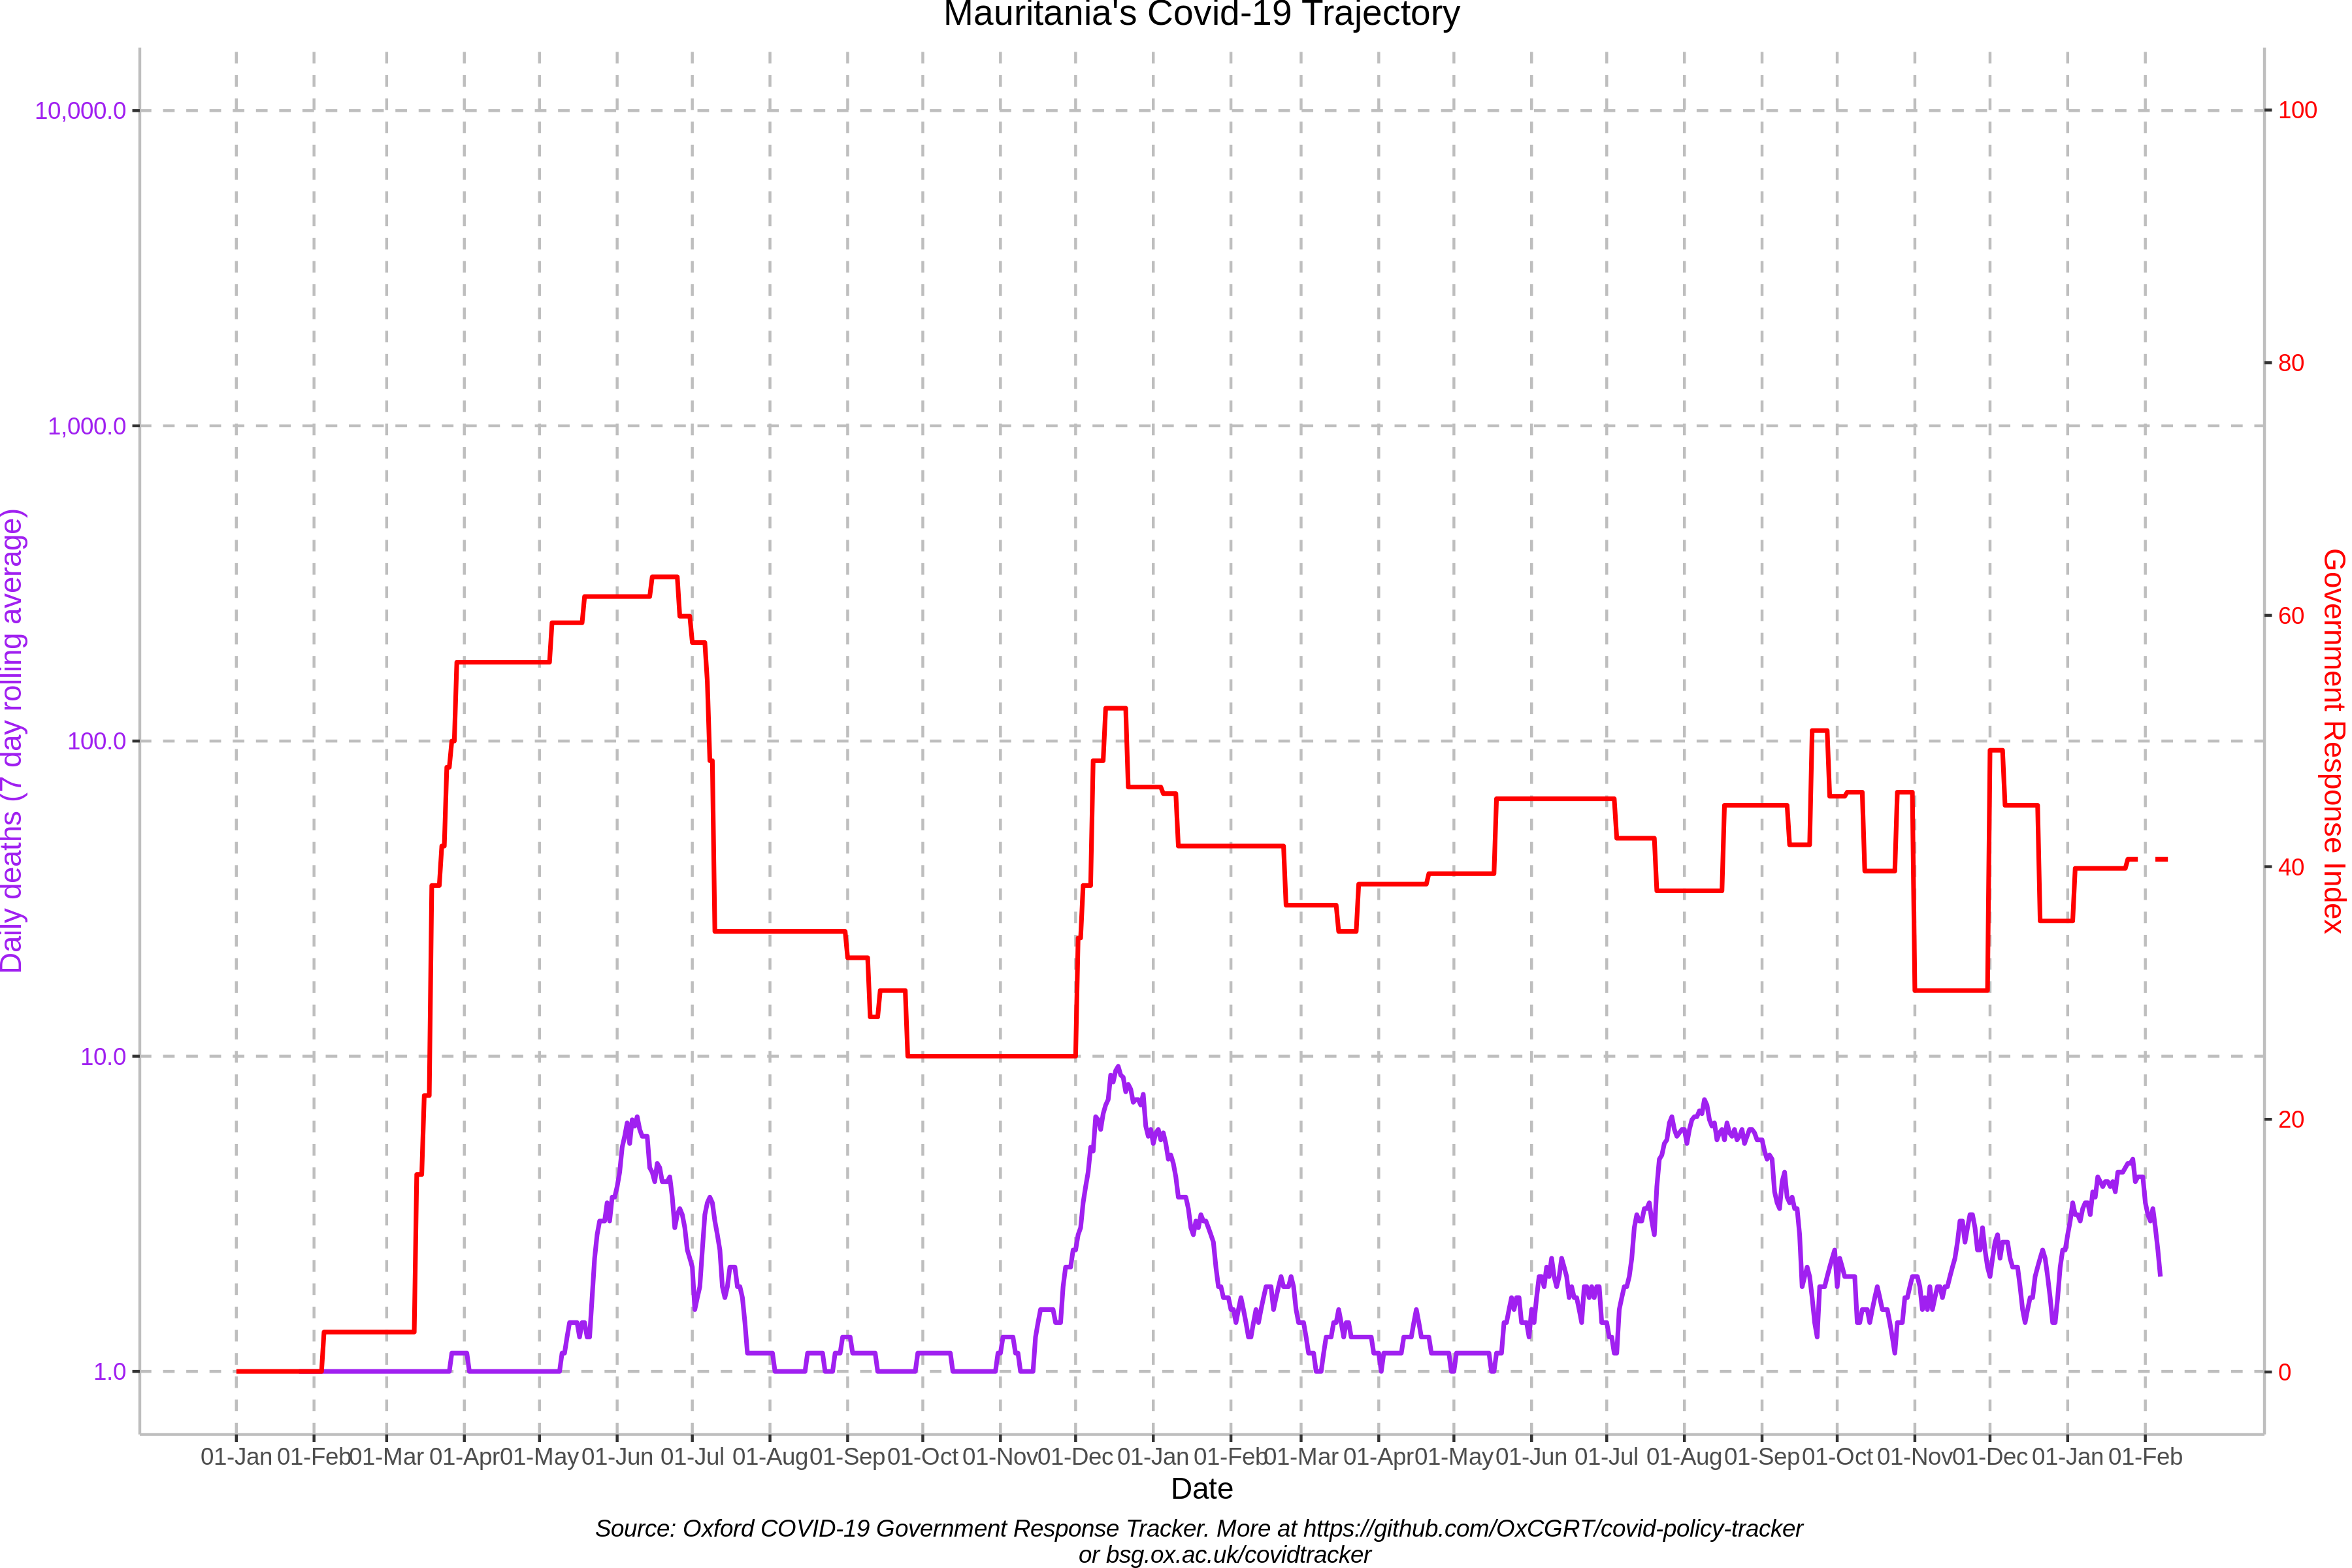 Mauritania's Covid-19 Trajectory
10,000.0
1,000.0
100.0
10.0
1.0
Daily deaths (7 day rolling average)
100
80
60
40
20
0
Government Response Index
01-Jan 01-Feb 01-Mar 01-Apr 01-May 01-Jun 01-Jul 01-Aug 01-Sep 01-Oct 01-Nov 01-Dec 01-Jan 01-Feb 01-Mar 01-Apr 01-May 01-Jun 01-Jul 01-Aug 01-Sep 01-Oct 01-Nov 01-Dec 01-Jan 01-Feb
Date
Source: Oxford COVID-19 Government Response Tracker. More at https://github.com/OxCGRT/covid-policy-tracker
or bsg.ox.ac.uk/covidtracker